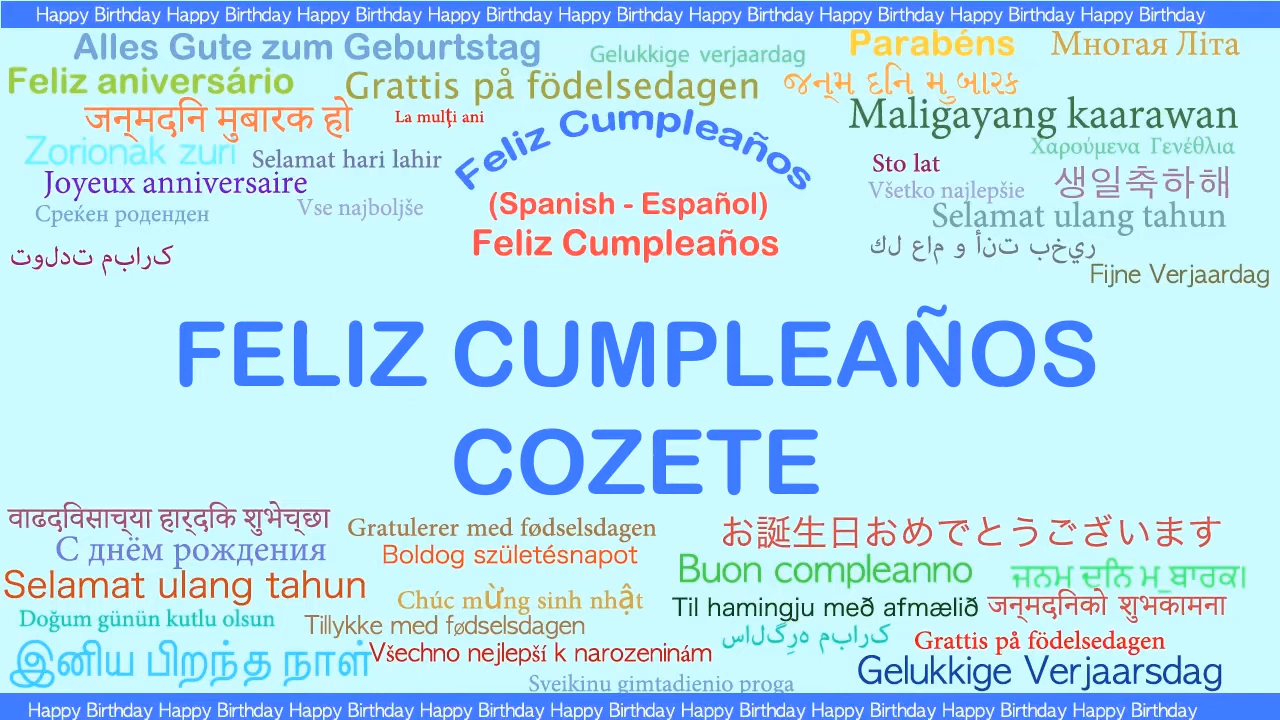 Happy Birthday Happy Birthday Happy Birthday Happy Birthday Happy Birthday Happy Birthday Happy Birthday Happy Birthday Happy Birthday
Alles Gute zum Geburtstag
Gelukkige verjaardag
Parabéns
Многая Літа
Feliz aniversário
Grattis på födelsedagen
જન્મ દિન મુબારક
जन्मदिन मुबारक हो
La mulţi ani
Feliz Cumpleaños
Maligayang kaarawan
Zorionak zuri
Selamat hari lahir
Sto lat
Χαρούμενα Γενέθλια
Joyeux anniversaire
Vse najboljše
(Spanish - Español)
Všetko najlepšie
생일축하해
Среќен роденден
Feliz Cumpleaños
Selamat ulang tahun
تولدت مبارک
كل عام و أنت بخير
Fijne Verjaardag
FELIZ CUMPLEAÑOS
COZETE
वाढदिवसाच्या हार्दिक शुभेच्छा
Gratulerer med fødselsdagen
お誕生日おめでとうございます
С днём рождения
Boldog születésnapot
Buon compleanno
ਜਨਮ ਦਿਨ ਮੁਬਾਰਕ।
Selamat ulang tahun
Chúc mừng sinh nhật
Til hamingju með afmælið
जन्मदिनको शुभकामना
Doğum günün kutlu olsun
Tillykke med fødselsdagen
سالگرہ مبارک
Grattis på födelsedagen
இனிய பிறந்த நாள்
Všechno nejlepší k narozeninám
Gelukkige Verjaarsdag
Sveikinu gimtadienio proga
Happy Birthday Happy Birthday Happy Birthday Happy Birthday Happy Birthday Happy Birthday Happy Birthday Happy Birthday Happy Birthday